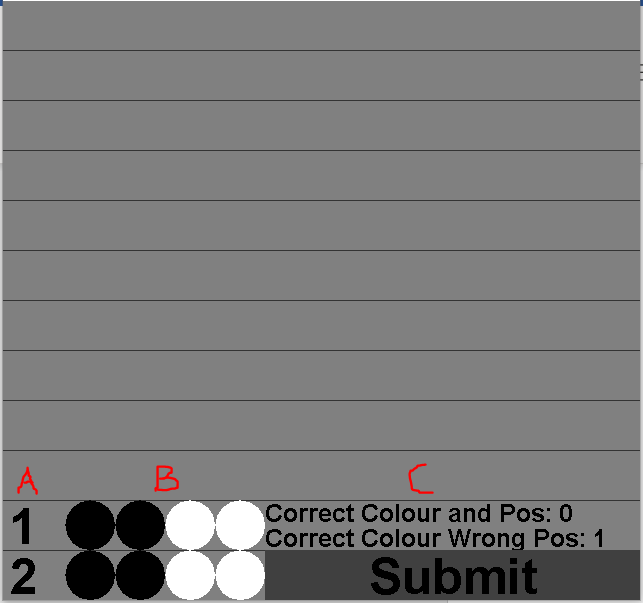 A B C
1 Correct Colour and Pos: 0
Correct Colour Wrong Pos: 1
2 Submit